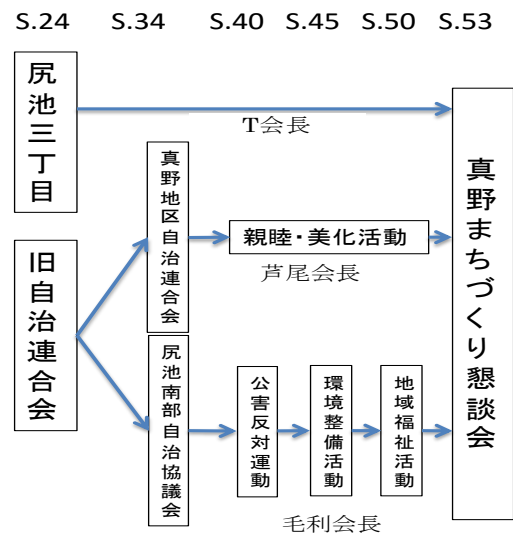 S.24 S.34 S.40 S.45 S.50 S.53
尻池三丁目
T会長
真野地区自治連合会
親睦・美化活動
芦尾会長
旧自治連合会
尻池南部自治協議会
公害反対運動
環境整備活動
地域福祉活動
毛利会長
真野まちづくり懇談会